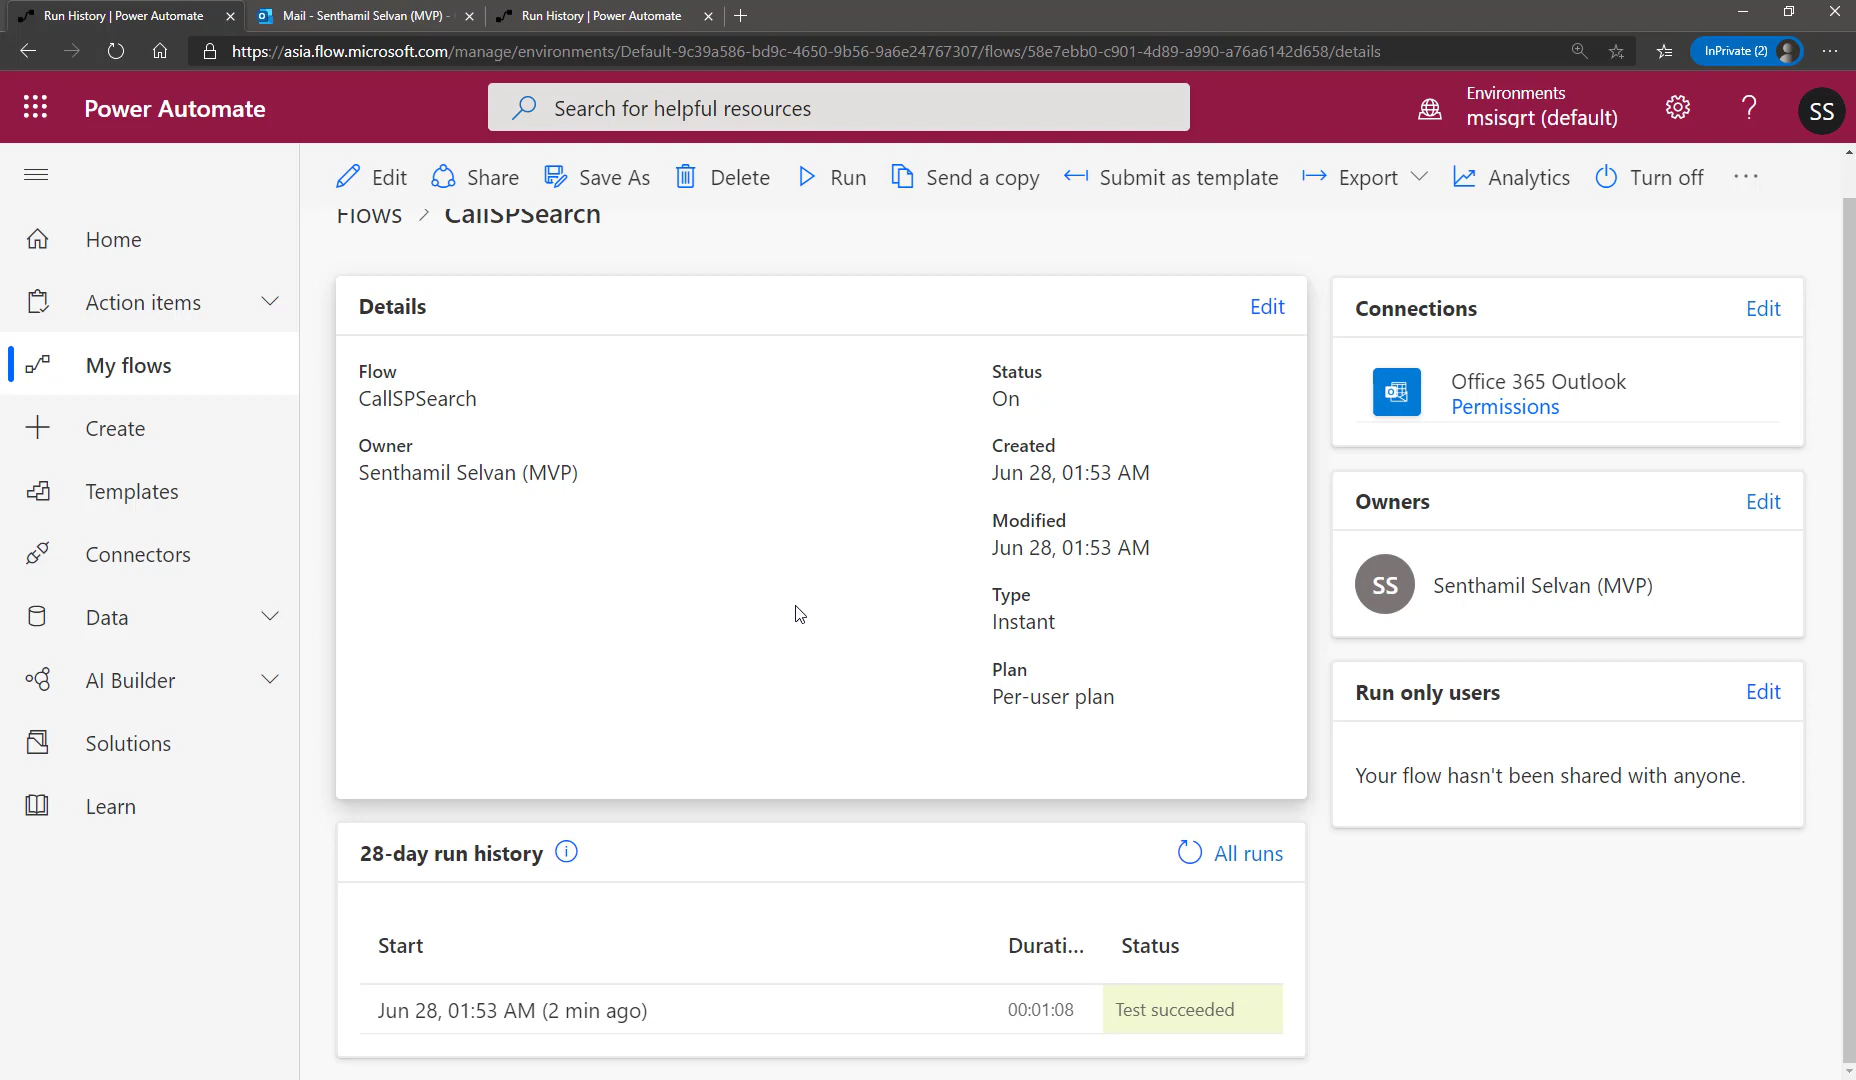 Run History | Power Automate
Mail - Senthamil Selvan (MVP) -
Run History | Power Automate
https://asia.flow.microsoft.com/manage/environments/Default-9c39a586-bd9c-4650-9b56-9a6e24767307/flows/58e7ebb0-c901-4d89-a990-a76a6142d658/details
InPrivate (2)
Power Automate
Search for helpful resources
Environments
msisqrt (default)
SS
Edit
Share
Save As
Delete
Run
Send a copy
Submit as template
Export
Analytics
Turn off
Flows > CallSPSearch
Home
Action items
My flows
Create
Templates
Connectors
Data
AI Builder
Solutions
Learn
Details
Edit
Flow
CallSPSearch
Owner
Senthamil Selvan (MVP)
Status
On
Created
Jun 28, 01:53 AM
Modified
Jun 28, 01:53 AM
Type
Instant
Plan
Per-user plan
Connections
Edit
Office 365 Outlook
Permissions
Owners
Edit
SS
Senthamil Selvan (MVP)
Run only users
Edit
Your flow hasn't been shared with anyone.
28-day run history
All runs
Start
Durati...
Status
Jun 28, 01:53 AM (2 min ago)
00:01:08
Test succeeded